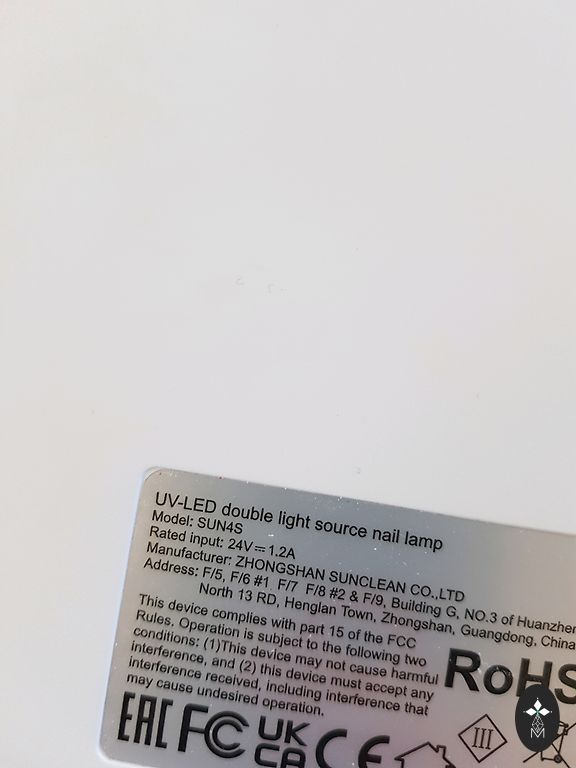 UV-LED double light source nail lamp
Model: SUN4S
Rated input: 24V⎓1.2A
Manufacturer: ZHONGSHAN SUNCLEAN CO.,LTD
Address: F/5, F/6 #1 F/7 F/8 #2 & F/9, Building G, NO.3 of Huanzhen
North 13 RD, Henglan Town, Zhongshan, Guangdong, China
This device complies with part 15 of the FCC
Rules. Operation is subject to the following two
conditions: (1)This device may not cause harmful
interference, and (2) this device must accept any
interference received, including interference that
may cause undesired operation.
RoHS
EAC FC UK CA CE
III
M